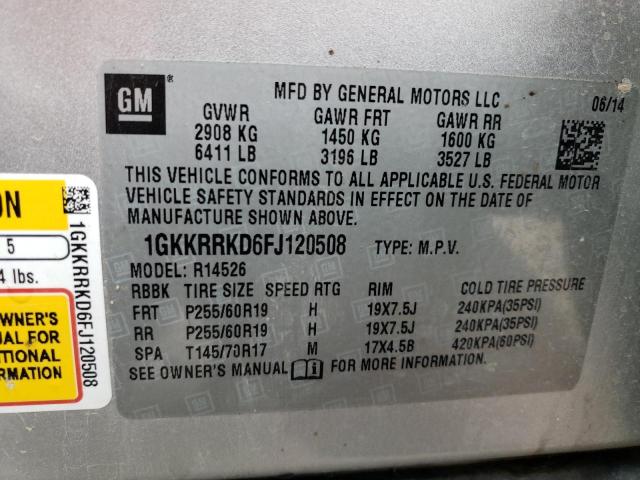 GM ®
MFD BY GENERAL MOTORS LLC
06/14
GVWR GAWR FRT GAWR RR
2908 KG 1450 KG 1600 KG
6411 LB 3196 LB 3527 LB
THIS VEHICLE CONFORMS TO ALL APPLICABLE U.S. FEDERAL MOTOR
VEHICLE SAFETY STANDARDS IN EFFECT ON THE DATE OF
MANUFACTURE SHOWN ABOVE.
1GKKRRKD6FJ120508 TYPE: M.P.V.
MODEL: R14526
RBBK TIRE SIZE SPEED RTG RIM COLD TIRE PRESSURE
FRT P255/60R19 H 19X7.5J 240KPA(35PSI)
RR P255/60R19 H 19X7.5J 240KPA(35PSI)
SPA T145/70R17 M 17X4.5B 420KPA(60PSI)
SEE OWNER'S MANUAL FOR MORE INFORMATION.
ON
5
4 lbs.
WNER'S
UAL FOR
ITIONAL
RMATION
1GKKRRKD6FJ120508